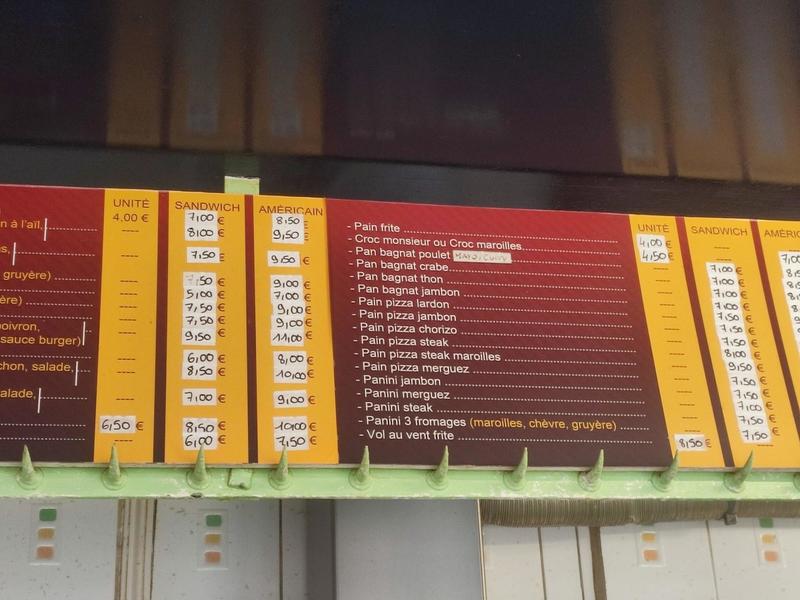 UNITÉ SANDWICH AMÉRICAIN
n à l'aïl,
4,00 € 7,00 € 8,50 €
8,00 € 9,50 €
ns,
7,50 € 9,50 €
gruyère)
7,50 € 9,00 €
5,00 € 7,00 €
ère)
7,50 € 9,00 €
poivron,
7,50 € 9,00 €
sauce burger)
9,50 € 11,00 €
6,00 € 8,00 €
chon, salade,
8,50 € 10,00 €
alade,
7,00 € 9,00 €
6,50 € 8,50 € 10,00 €
6,00 € 7,50 €
UNITÉ SANDWICH AMÉRIC
- Pain frite 4,00 €
- Croc monsieur ou Croc maroilles 4,50 €
- Pan bagnat poulet MAYO/CURRY 7,00 €
- Pan bagnat crabe 7,00 €
- Pan bagnat thon 7,00 €
- Pan bagnat jambon 7,00 €
- Pain pizza lardon 7,50 €
- Pain pizza jambon 7,50 €
- Pain pizza chorizo 7,50 €
- Pain pizza steak 8,00 €
- Pain pizza steak maroilles 9,50 €
- Pain pizza merguez 7,50 €
- Panini jambon 7,50 €
- Panini merguez 7,00 €
- Panini steak 7,50 €
- Panini 3 fromages (maroilles, chèvre, gruyère) 7,50 €
- Vol au vent frite 8,50 €